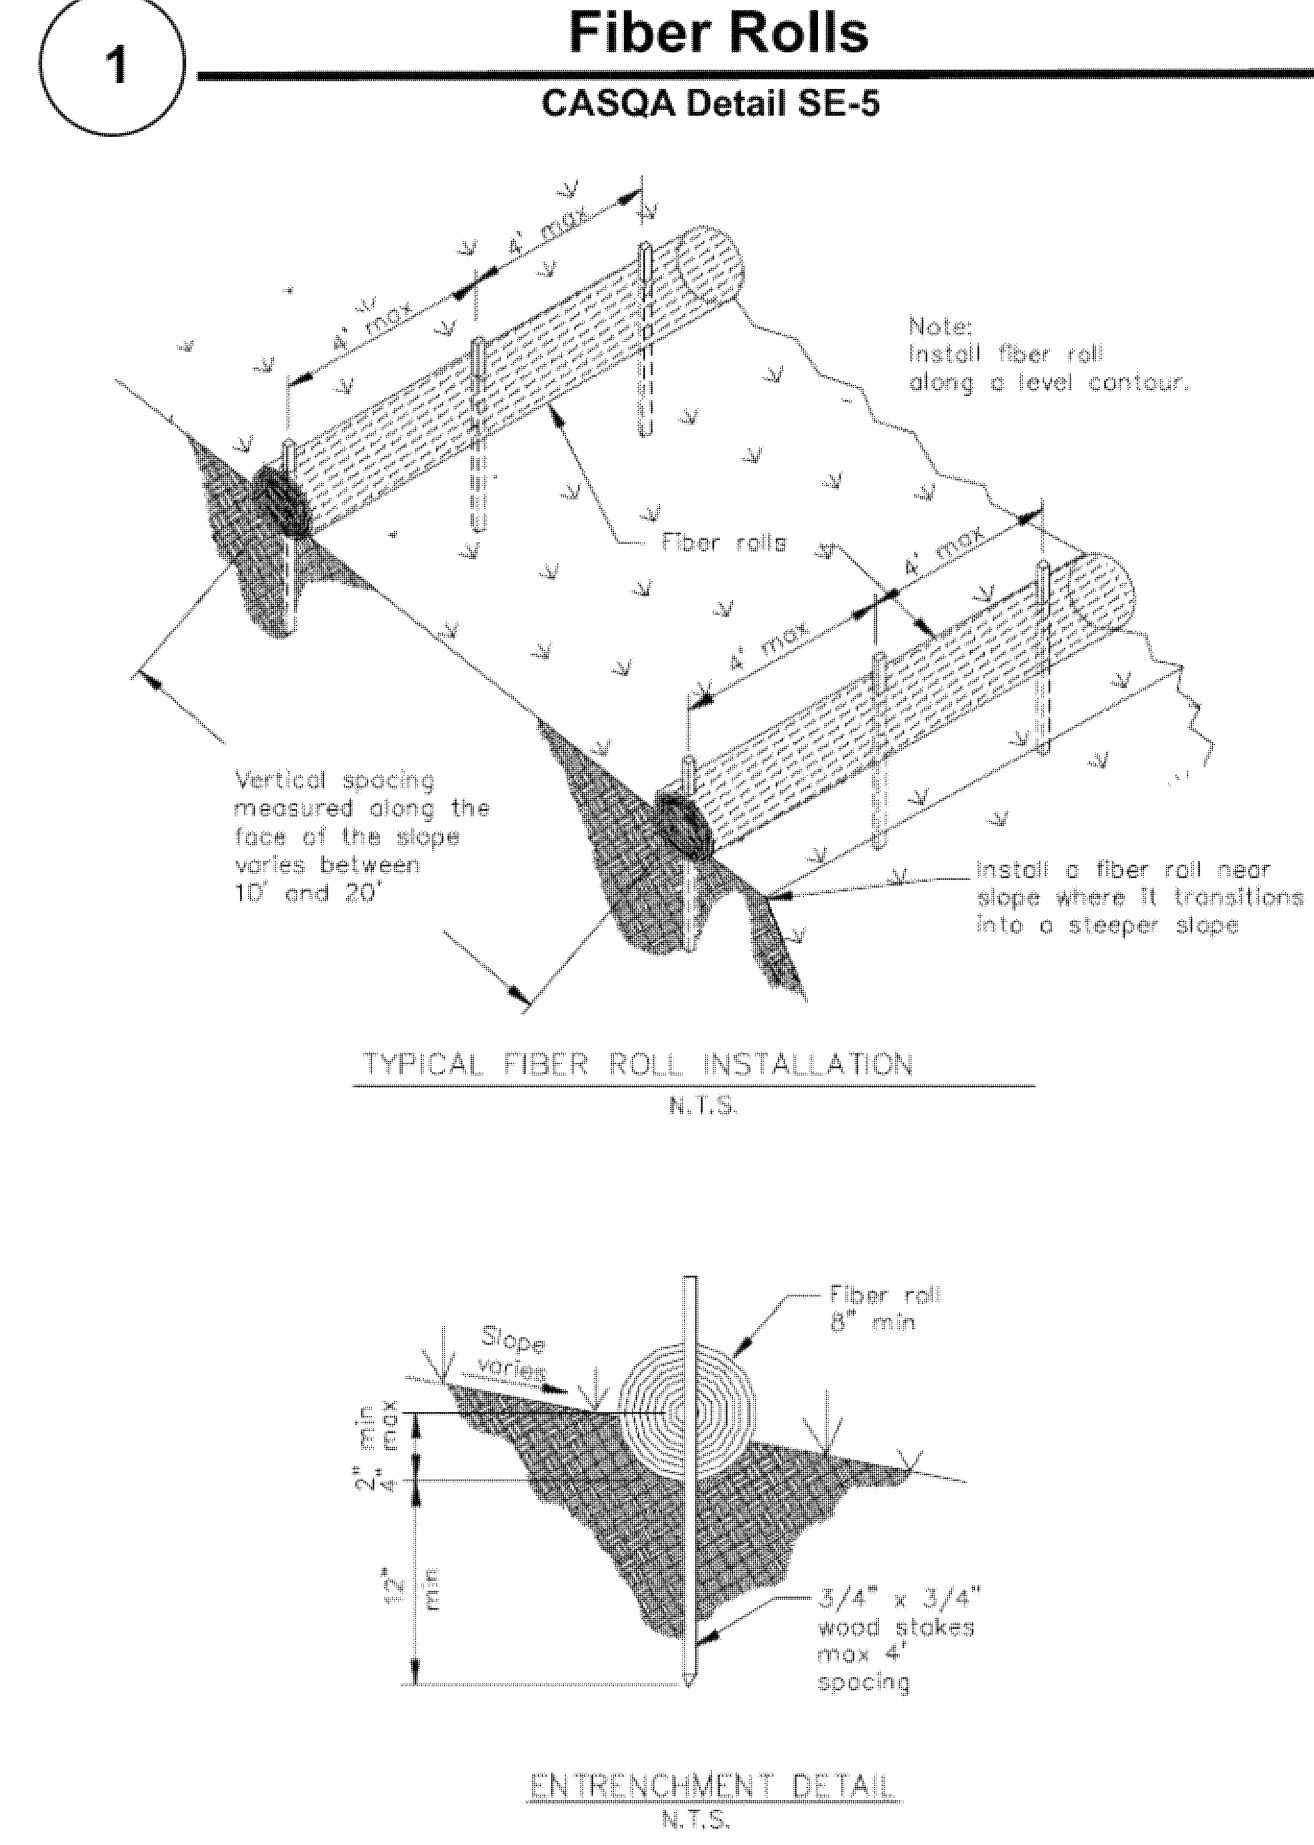 1
Fiber Rolls
CASQA Detail SE-5
4' max
4' max
Note:
Install fiber roll
along a level contour.
Fiber rolls
4' max
4' max
Vertical spacing
measured along the
face of the slope
varies between
10' and 20'
Install a fiber roll near
slope where it transitions
into a steeper slope
TYPICAL FIBER ROLL INSTALLATION
N.T.S.
Fiber roll
8" min
Slope
varies
2" min
4" max
12"
min
3/4" x 3/4"
wood stakes
max 4'
spacing
ENTRENCHMENT DETAIL
N.T.S.